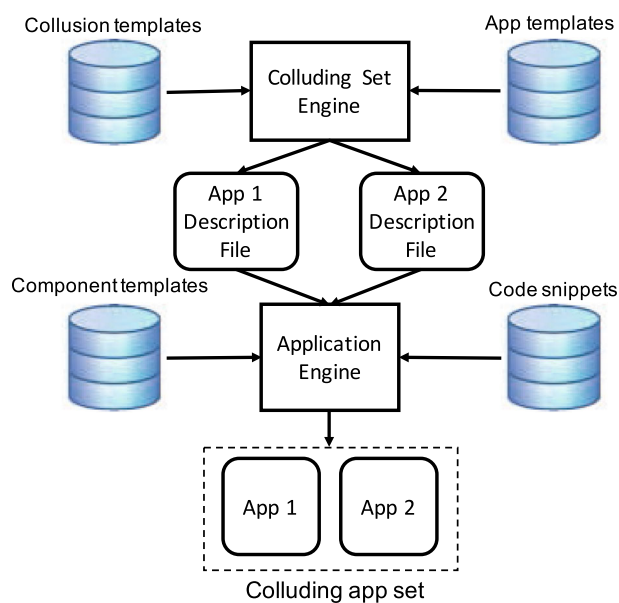 Collusion templates
App templates
Colluding Set
Engine
App 1
Description
File
App 2
Description
File
Component templates
Code snippets
Application
Engine
App 1
App 2
Colluding app set